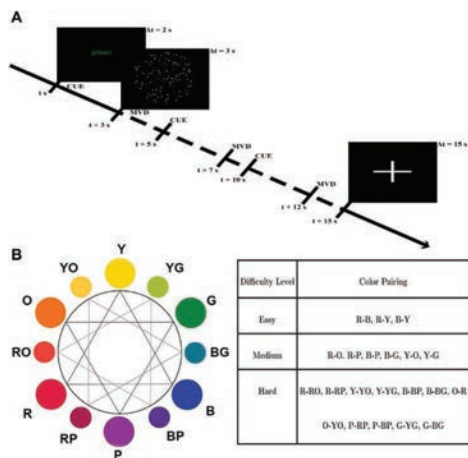 A
Δt = 2 s
green
Δt = 3 s
t s
CUE
t = 3 s
MVD
CUE
t = 5 s
MVD
t + 7 s
CUE
t = 10 s
Δt = 15 s
MVD
t + 12 s
t = 15 s
B
Y
YO
YG
O
G
RO
BG
R
B
RP
BP
P
Difficulty Level
Color Pairing
Easy
R-B, R-Y, B-Y
Medium
R-O, R-P, B-P, B-G, Y-O, Y-G
Hard
R-RO, R-RP, Y-YO, Y-YG, B-BP, B-BG, O-R
O-YO, P-RP, P-BP, G-YG, G-BG